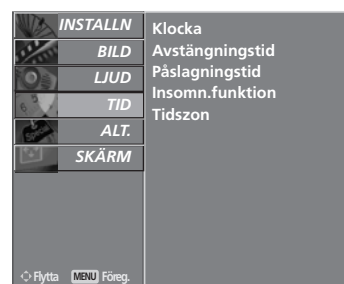 INSTALLN
BILD
LJUD
TID
ALT.
SKÄRM
Klocka
Avstängningstid
Påslagningstid
Insomn.funktion
Tidszon
Flytta MENU Föreg.